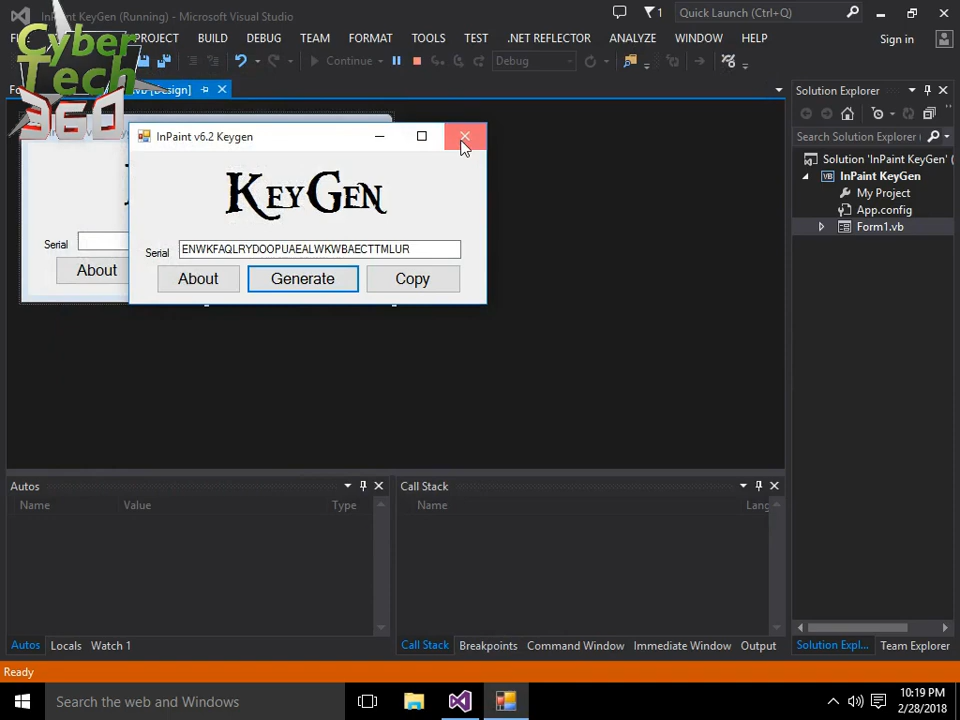 InPaint KeyGen (Running) - Microsoft Visual Studio
1
Quick Launch (Ctrl+Q)
PROJECT BUILD DEBUG TEAM FORMAT TOOLS TEST .NET REFLECTOR ANALYZE WINDOW HELP
Sign in
Cyber
Tech
360
Continue
Debug
.vb [Design]
Solution Explorer
Search Solution Explorer
Solution 'InPaint KeyGen' (
InPaint KeyGen
My Project
App.config
Form1.vb
InPaint v6.2 Keygen
KeyGen
Serial
ENWKFAQLRYDOOPUAEALWKWBAECTTMLUR
About
Generate
Copy
Serial
About
Autos
Name Value Type
Call Stack
Name Lang
Autos Locals Watch 1
Call Stack Breakpoints Command Window Immediate Window Output
Solution Expl... Team Explorer
Ready
Search the web and Windows
10:19 PM
2/28/2018